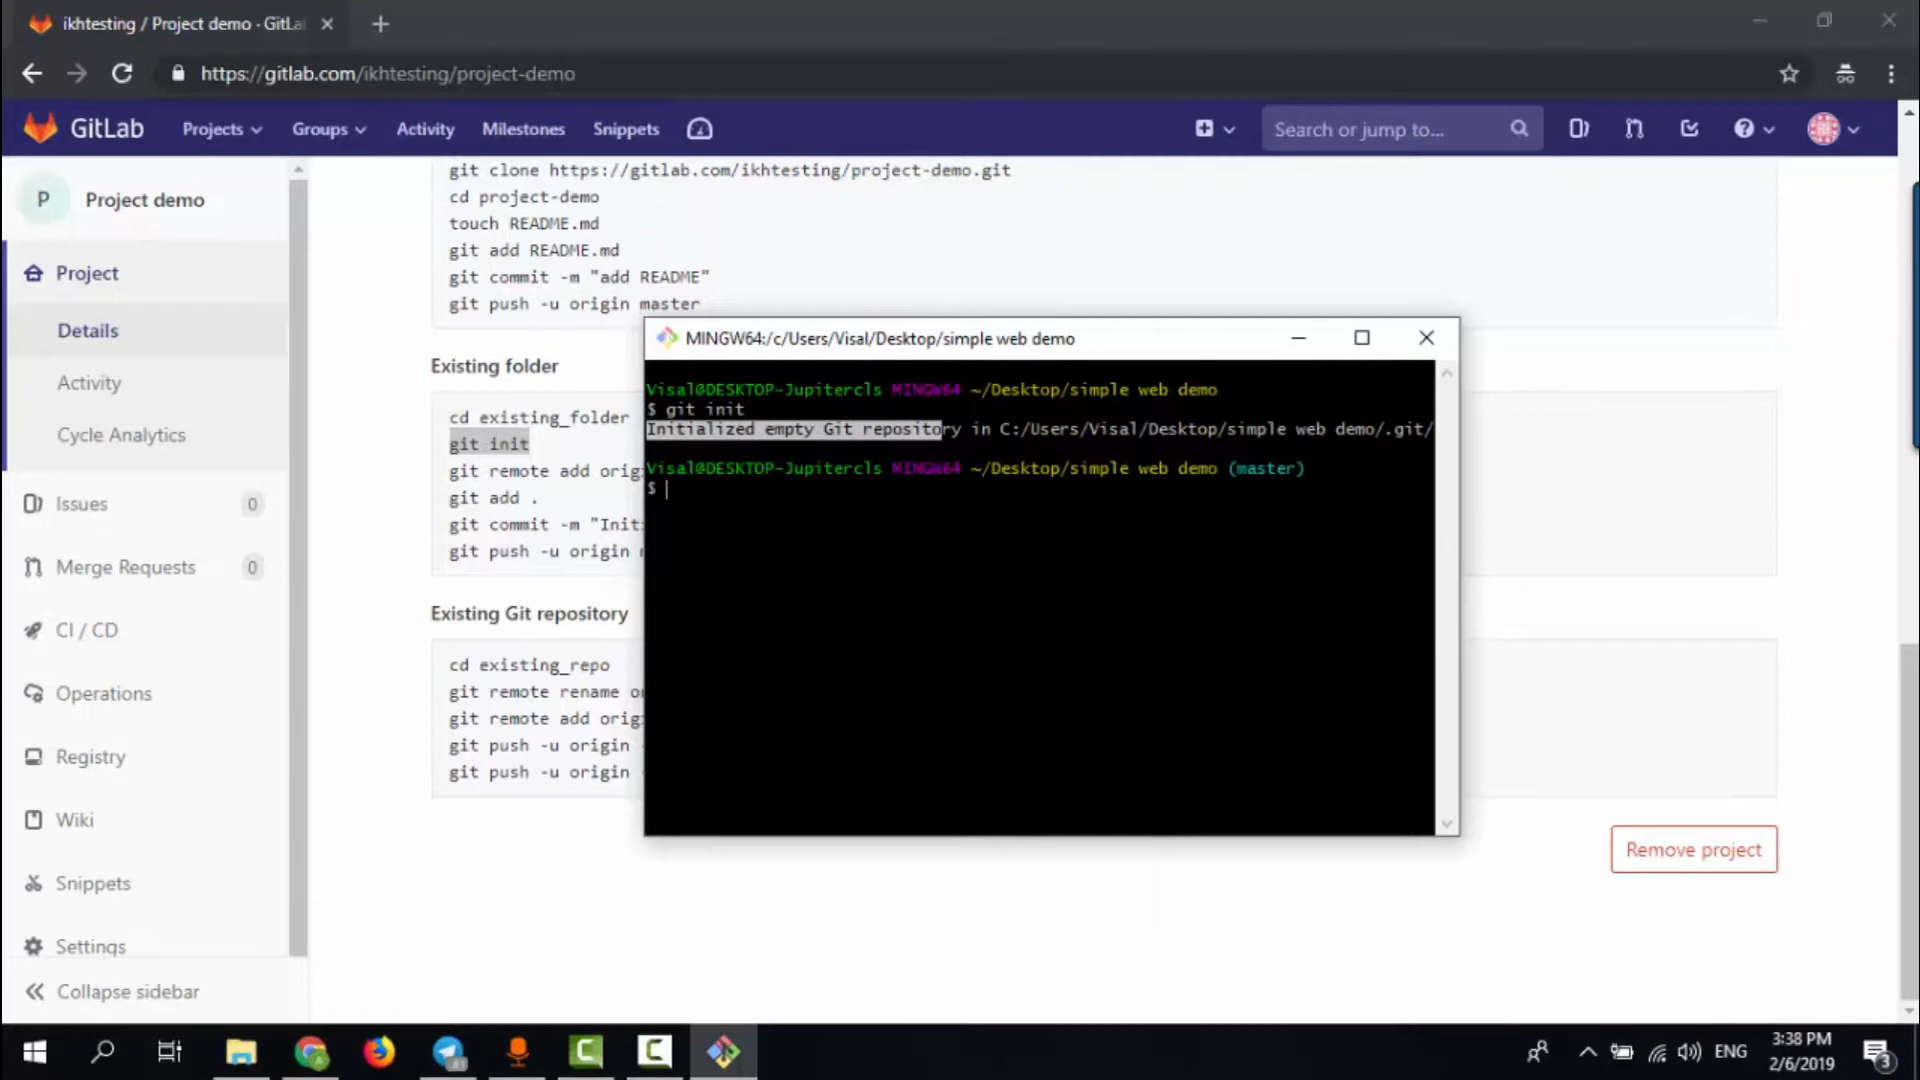 ikhtesting / Project demo · GitLa
https://gitlab.com/ikhtesting/project-demo
GitLab
Projects
Groups
Activity
Milestones
Snippets
Search or jump to...
P
Project demo
Project
Details
Activity
Cycle Analytics
Issues
0
Merge Requests
0
CI / CD
Operations
Registry
Wiki
Snippets
Settings
Collapse sidebar
git clone https://gitlab.com/ikhtesting/project-demo.git
cd project-demo
touch README.md
git add README.md
git commit -m "add README"
git push -u origin master
Existing folder
cd existing_folder
git init
git remote add orig
git add .
git commit -m "Init
git push -u origin
Existing Git repository
cd existing_repo
git remote rename o
git remote add orig
git push -u origin
git push -u origin
MINGW64:/c/Users/Visal/Desktop/simple web demo
Visal@DESKTOP-Jupitercls MINGW64 ~/Desktop/simple web demo
$ git init
Initialized empty Git repository in C:/Users/Visal/Desktop/simple web demo/.git/
Visal@DESKTOP-Jupitercls MINGW64 ~/Desktop/simple web demo (master)
$
Remove project
ENG
3:38 PM
2/6/2019
3